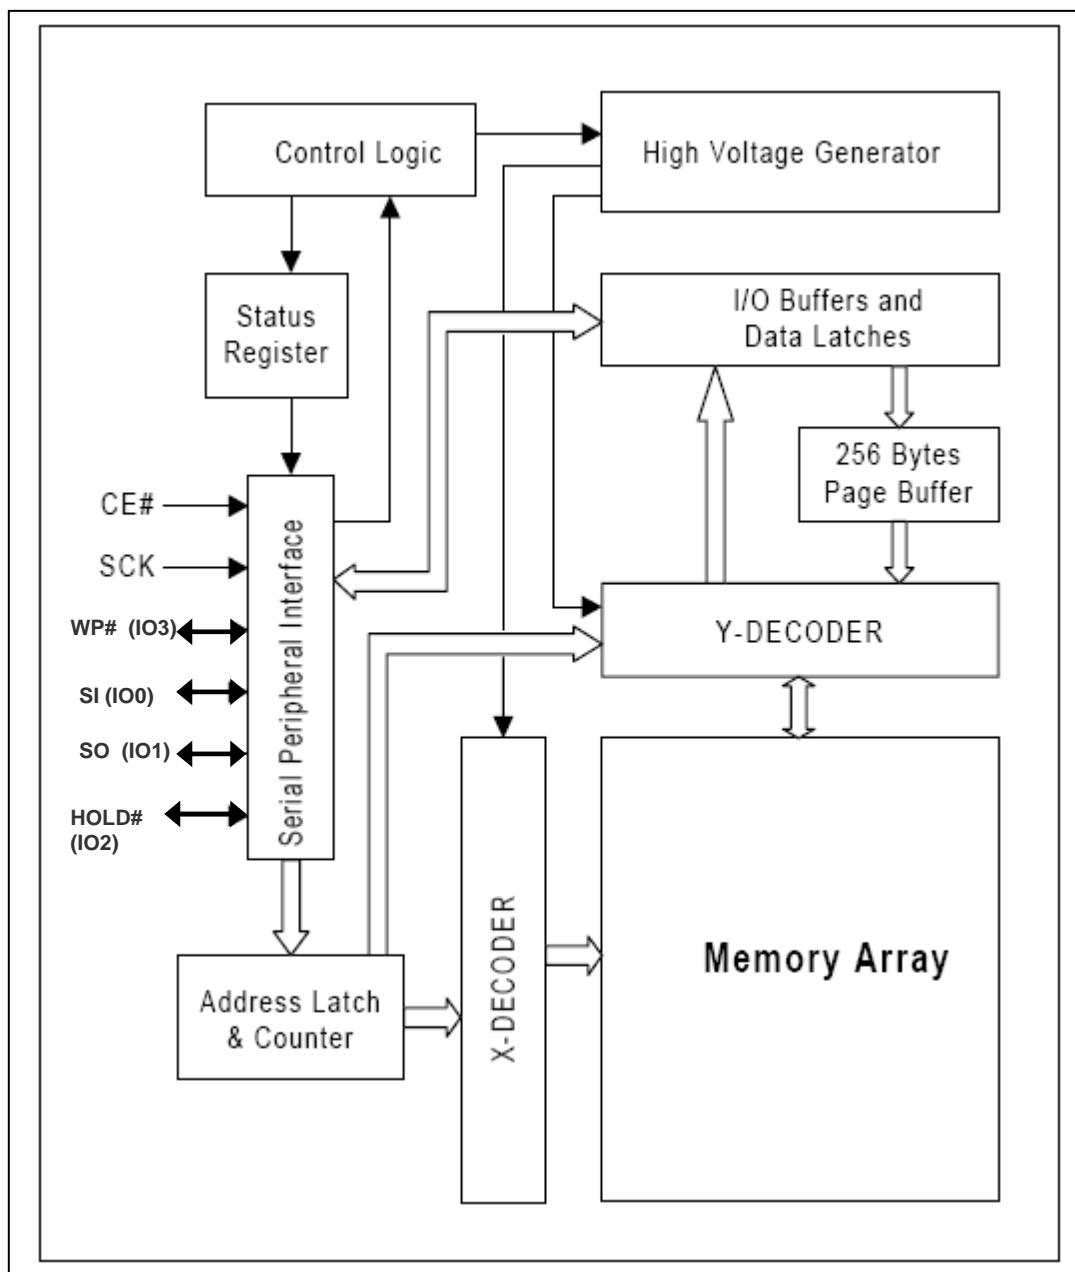 Control Logic
High Voltage Generator
Status
Register
I/O Buffers and
Data Latches
256 Bytes
Page Buffer
CE#
SCK
WP# (IO3)
SI (IO0)
SO (IO1)
HOLD#
(IO2)
Serial Peripheral Interface
Y-DECODER
X-DECODER
Memory Array
Address Latch
& Counter